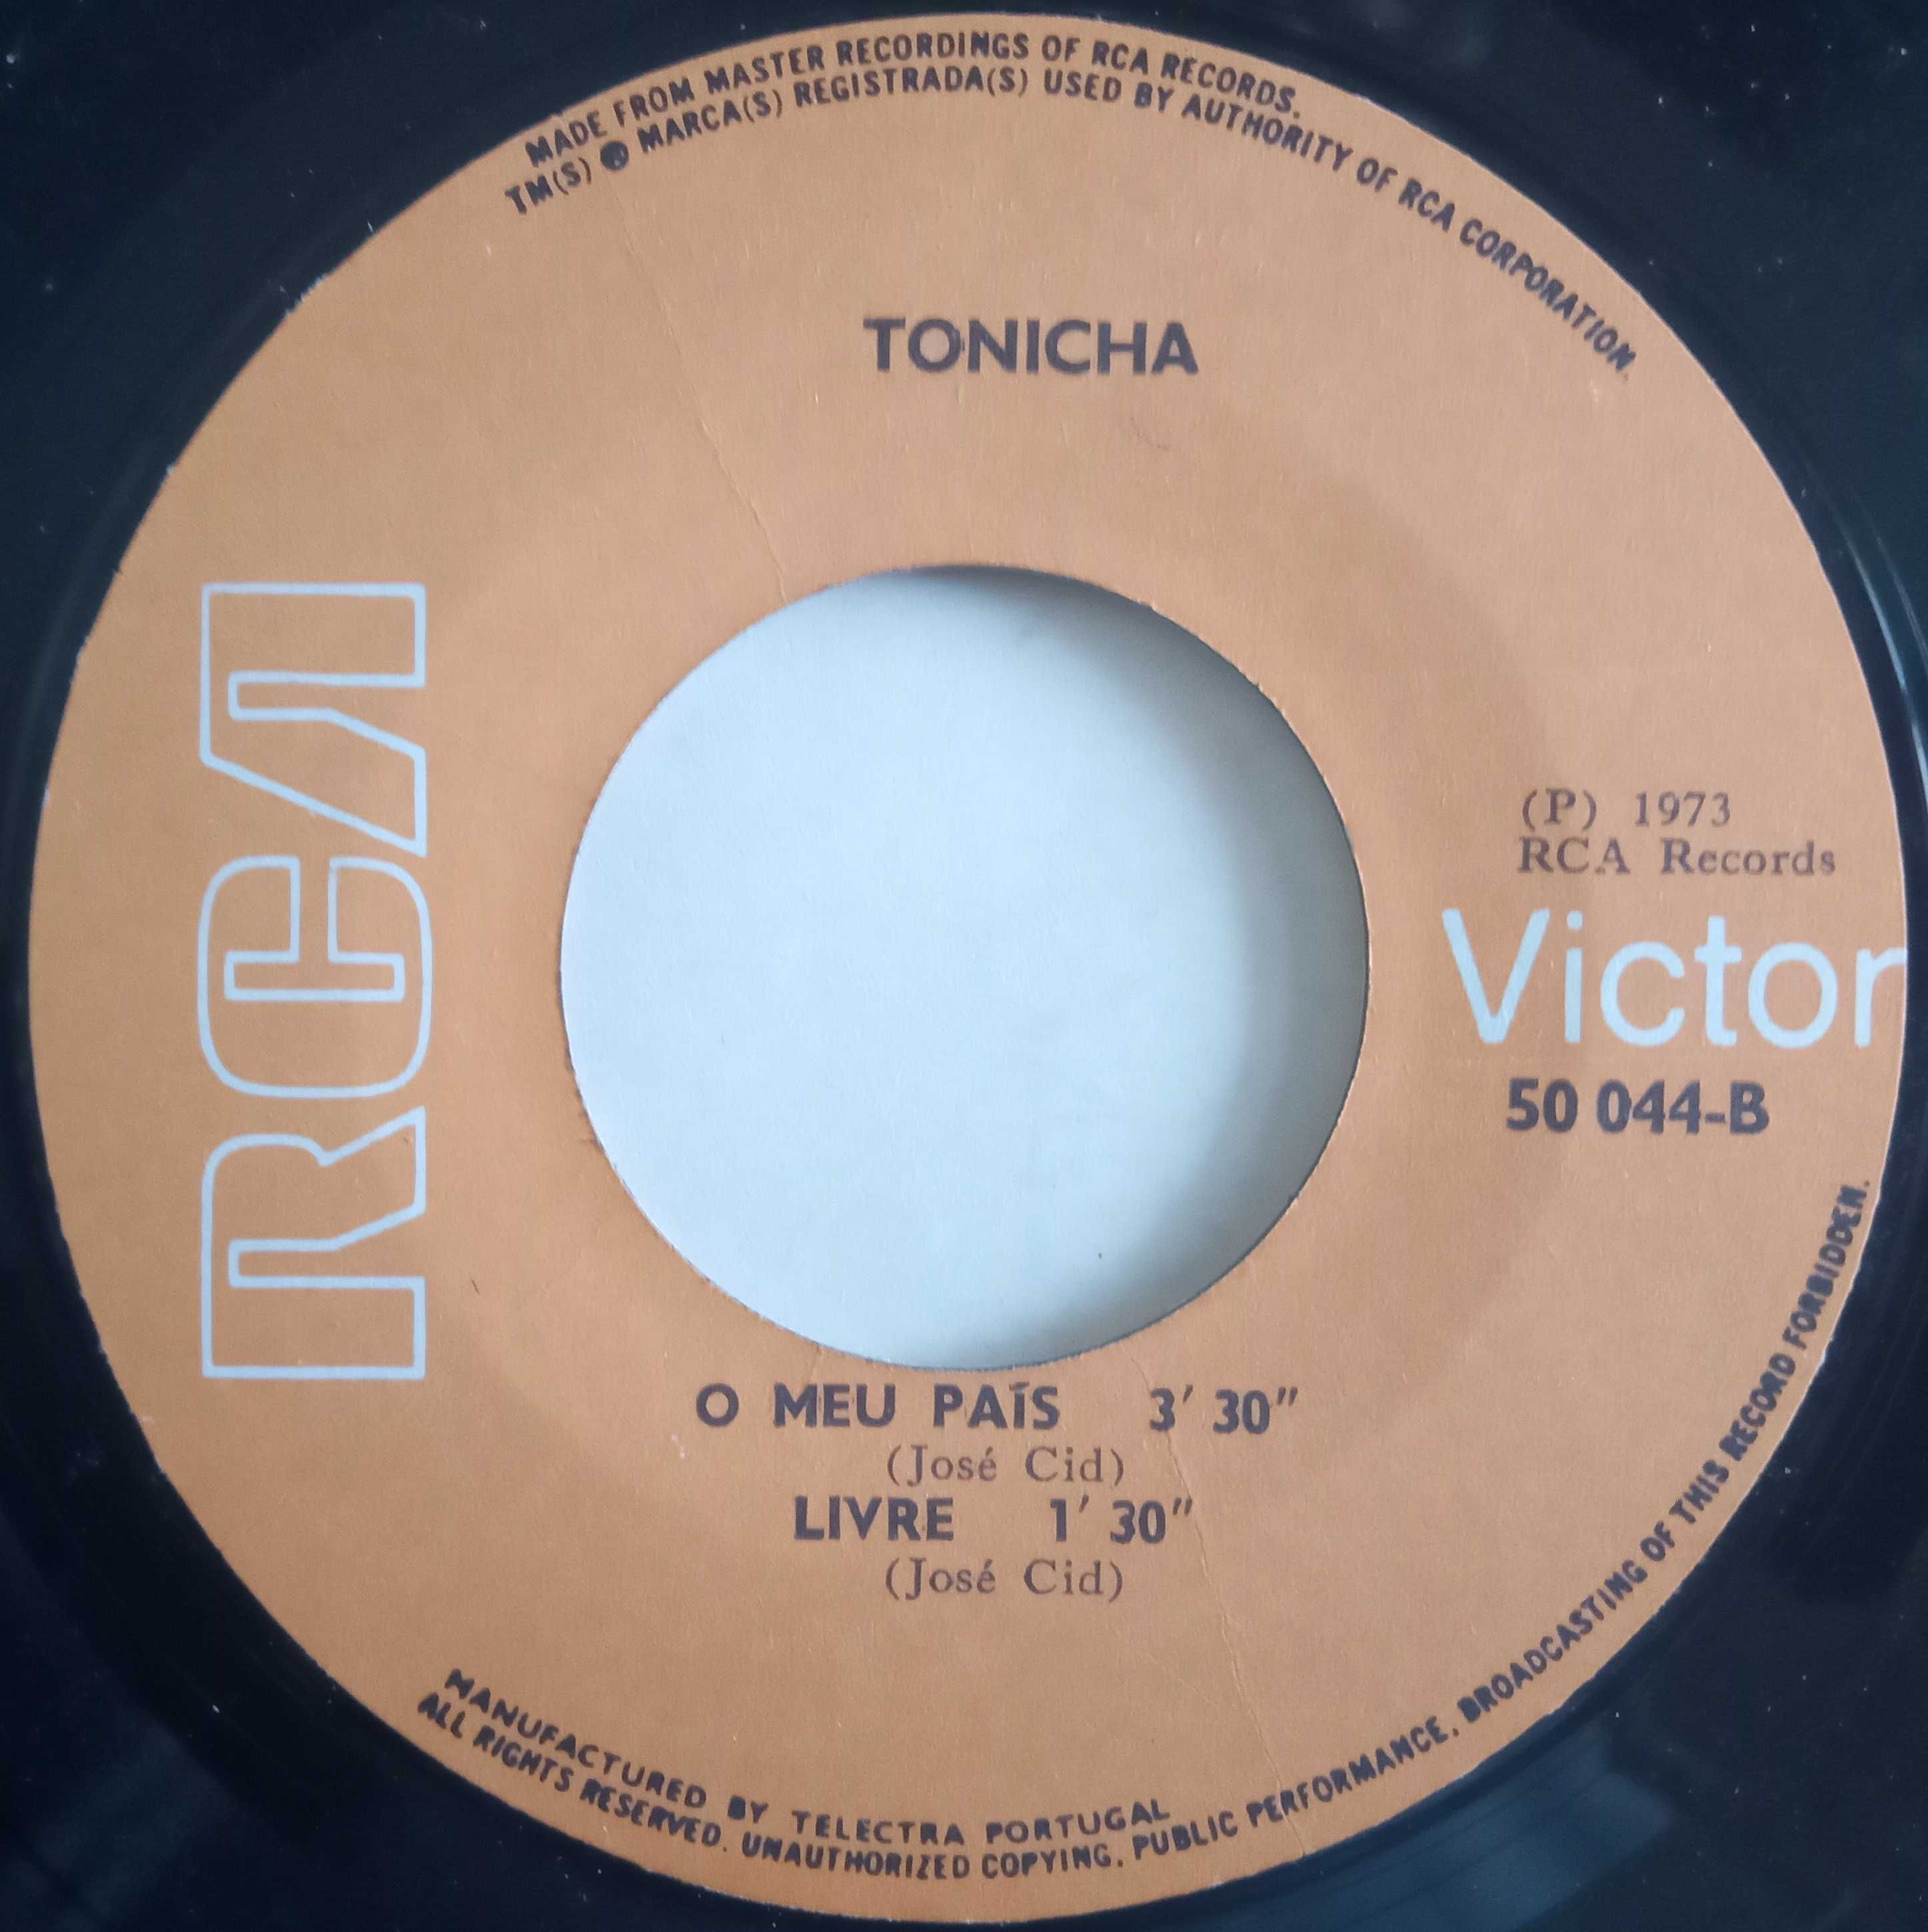 MADE FROM MASTER RECORDINGS OF RCA RECORDS.
TM(S) ® MARCA(S) REGISTRADA(S) USED BY AUTHORITY OF RCA CORPORATION.
TONICHA
RCA
(P) 1973
RCA Records
Victor
50 044-B
O MEU PAÍS 3' 30"
(José Cid)
LIVRE 1' 30"
(José Cid)
MANUFACTURED BY TELECTRA PORTUGAL
ALL RIGHTS RESERVED. UNAUTHORIZED COPYING. PUBLIC PERFORMANCE. BROADCASTING OF THIS RECORD FORBIDDEN.